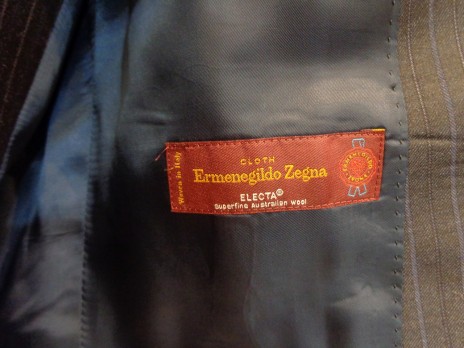 CLOTH
Ermenegildo Zegna
ELECTA®
Superfine Australian Wool
Woven in Italy